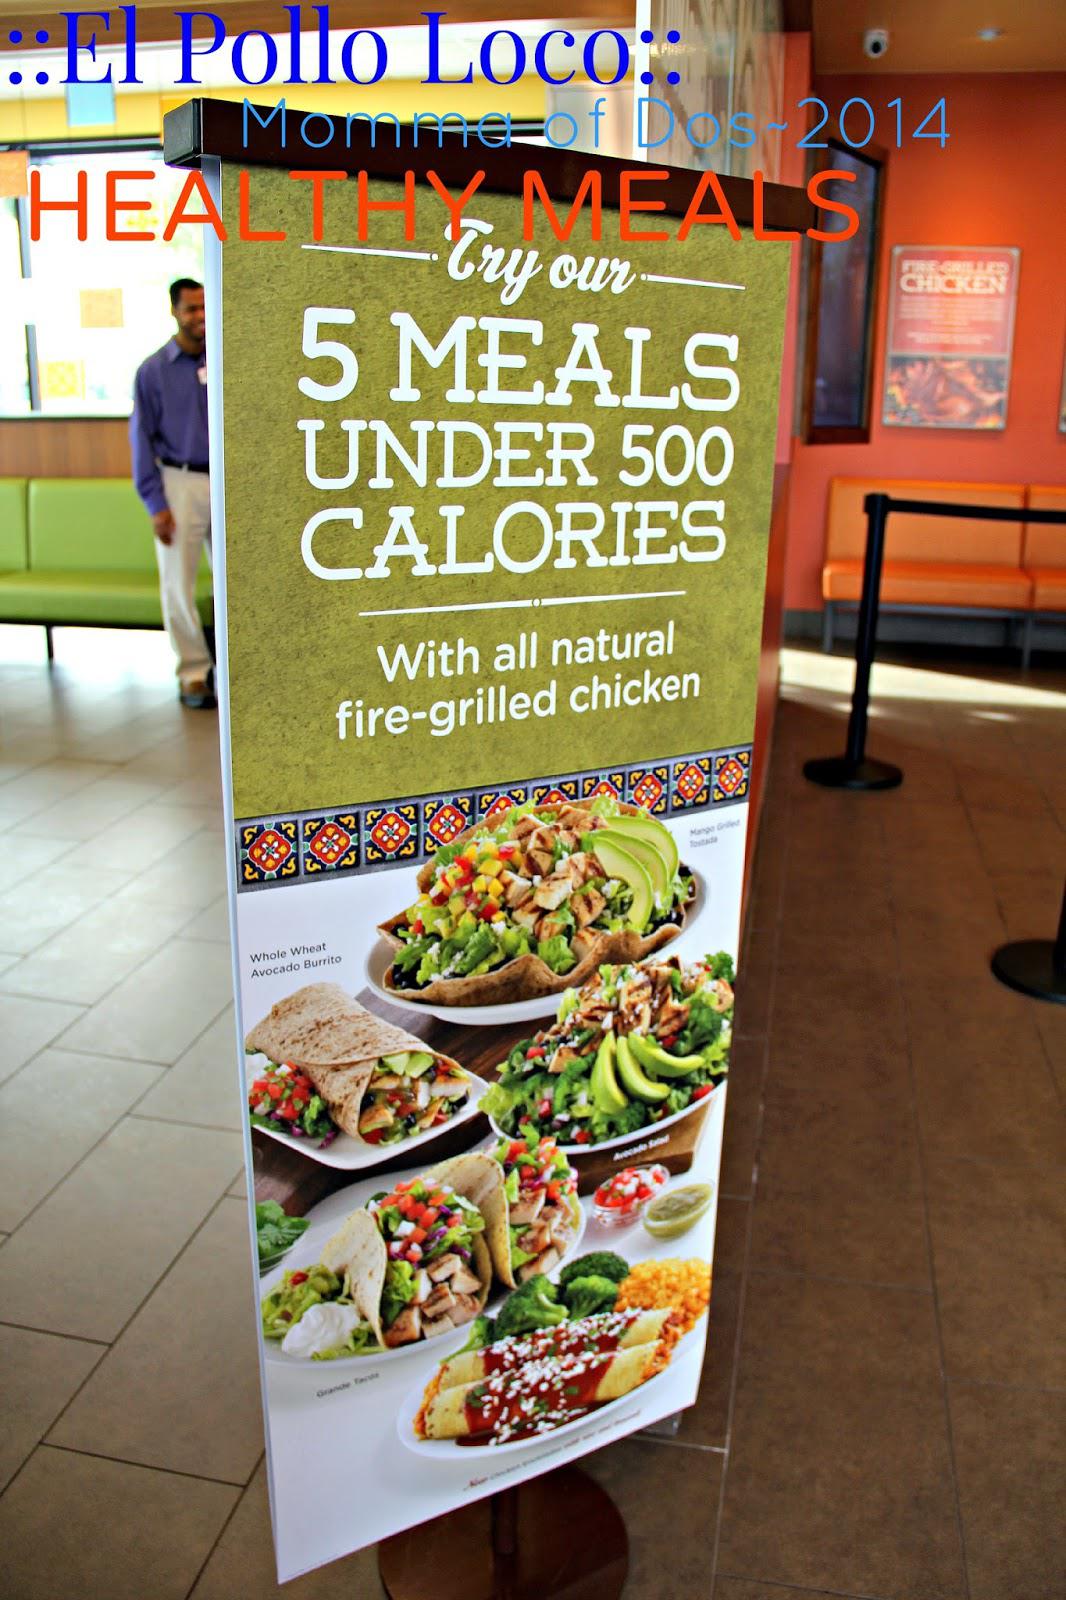 ::El Pollo Loco::
Momma of Dos~2014
HEALTHY MEALS
Try our
5 MEALS
UNDER 500
CALORIES
With all natural
fire-grilled chicken
FIRE-GRILLED
CHICKEN
Mango Grilled
Tostada
Whole Wheat
Avocado Burrito
Avocado Salad
Grande Tacos
New